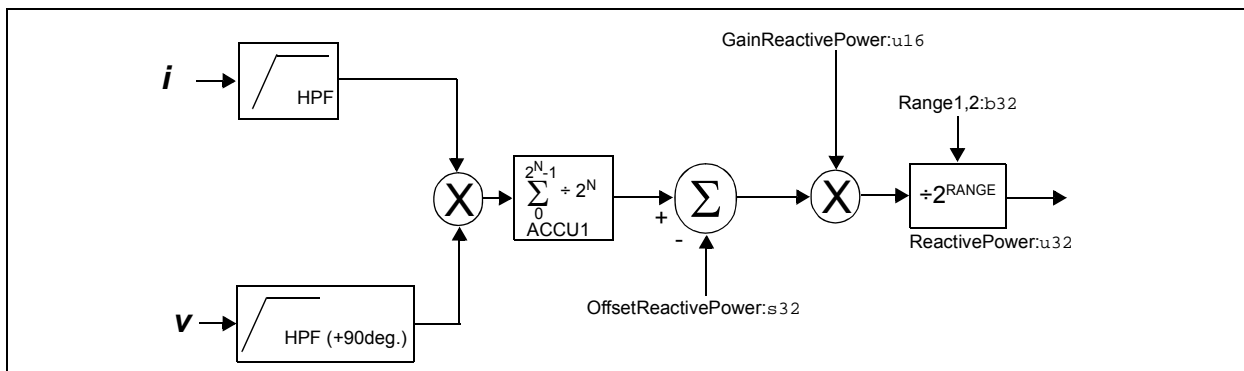 GainReactivePower:u16
i
HPF
Range1,2:b32
X
2^N-1
∑ ÷ 2^N
0
ACCU1
+
-
Σ
X
÷2^RANGE
ReactivePower:u32
OffsetReactivePower:s32
v
HPF (+90deg.)